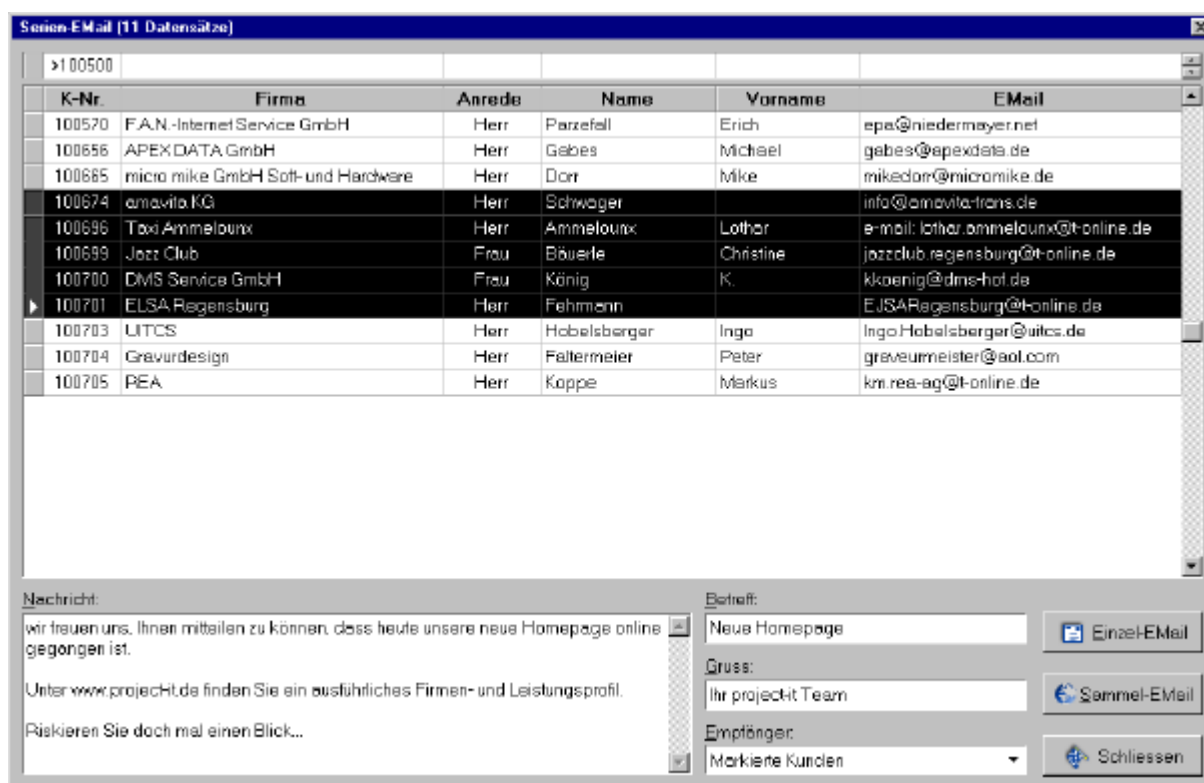 Serien-EMail (11 Datensätze)
>100500
K-Nr. Firma Anrede Name Vorname EMail
100570 F.A.N.-Internet Service GmbH Herr Parzefall Erich epa@niedermayer.net
100656 APEX DATA GmbH Herr Gabes Michael gabes@apexdata.de
100665 micro mike GmbH Soft- und Hardware Herr Dorr Mike mikedorr@micromike.de
100674 amavita KG Herr Schwager info@amavita-trans.de
100696 Taxi Ammelounx Herr Ammelounx Lothar e-mail: lothar.ammelounx@t-online.de
100699 Jazz Club Frau Bäuerle Christine jazzclub.regensburg@t-online.de
100700 DMS Service GmbH Frau König K. kkoenig@dms-hof.de
100701 ELSA Regensburg Herr Fehrmann EJSARegensburg@t-online.de
100703 UITCS Herr Hobelsberger Ingo Ingo.Hobelsberger@uitcs.de
100704 Gravurdesign Herr Faltermeier Peter graveurmeister@aol.com
100705 REA Herr Koppe Markus km.rea-ag@t-online.de
Nachricht:
wir freuen uns, Ihnen mitteilen zu können, dass heute unsere neue Homepage online
gegangen ist.
Unter www.project-it.de finden Sie ein ausführliches Firmen- und Leistungsprofil.
Riskieren Sie doch mal einen Blick...
Betreff:
Neue Homepage
Gruss:
Ihr project-it Team
Empfänger:
Markierte Kunden
Einzel-EMail
Sammel-EMail
Schliessen